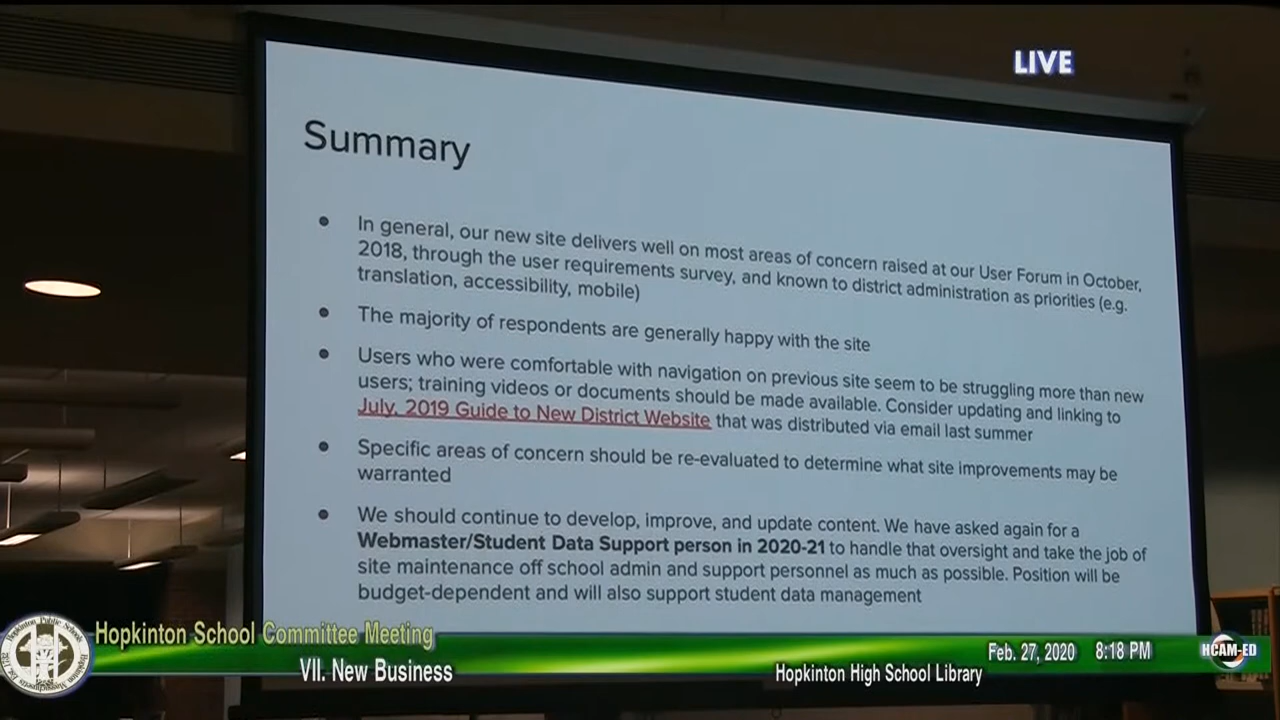 LIVE
Summary
• In general, our new site delivers well on most areas of concern raised at our User Forum in October,
2018, through the user requirements survey, and known to district administration as priorities (e.g.
translation, accessibility, mobile)
• The majority of respondents are generally happy with the site
• Users who were comfortable with navigation on previous site seem to be struggling more than new
users; training videos or documents should be made available. Consider updating and linking to
July, 2019 Guide to New District Website that was distributed via email last summer
• Specific areas of concern should be re-evaluated to determine what site improvements may be
warranted
• We should continue to develop, improve, and update content. We have asked again for a
Webmaster/Student Data Support person in 2020-21 to handle that oversight and take the job of
site maintenance off school admin and support personnel as much as possible. Position will be
budget-dependent and will also support student data management
Hopkinton School Committee Meeting
VII. New Business
Hopkinton High School Library
Feb. 27, 2020 8:18 PM
HCAM-ED
Hopkinton Public School